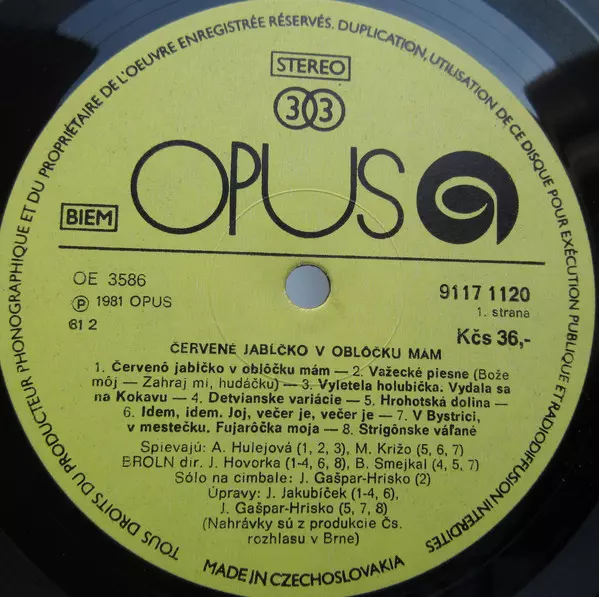 TOUS DROITS DU PRODUCTEUR PHONOGRAPHIQUE ET DU PROPRIÉTAIRE DE L'OEUVRE ENREGISTRÉE RÉSERVÉS. DUPLICATION, UTILISATION DE CE DISQUE POUR EXÉCUTION PUBLIQUE ET RADIODIFFUSION INTERDITES
STEREO
33
OPUS
BIEM
OE 3586
℗ 1981 OPUS
61 2
9117 1120
1. strana
Kčs 36,-
ČERVENÉ JABĹČKO V OBLÔČKU MÁM
1. Červenô jabĺčko v oblôčku mám — 2. Važecké piesne (Bože
môj — Zahraj mi, hudáčku) — 3. Vyletela holubička. Vydala sa
na Kokavu — 4. Detvianske variácie — 5. Hrohotská dolina —
6. Idem, idem. Joj, večer je, večer je — 7. V Bystrici,
v mestečku. Fujarôčka moja — 8. Strigônske váľané
Spievajú: A. Hulejová (1, 2, 3), M. Križo (5, 6, 7)
BROLN dir. J. Hovorka (1-4, 6, 8), B. Smejkal (4, 5, 7)
Sólo na cimbale: J. Gašpar-Hrisko (2)
Úpravy: J. Jakubíček (1-4, 6),
J. Gašpar-Hrisko (5, 7, 8)
(Nahrávky sú z produkcie Čs.
rozhlasu v Brne)
MADE IN CZECHOSLOVAKIA